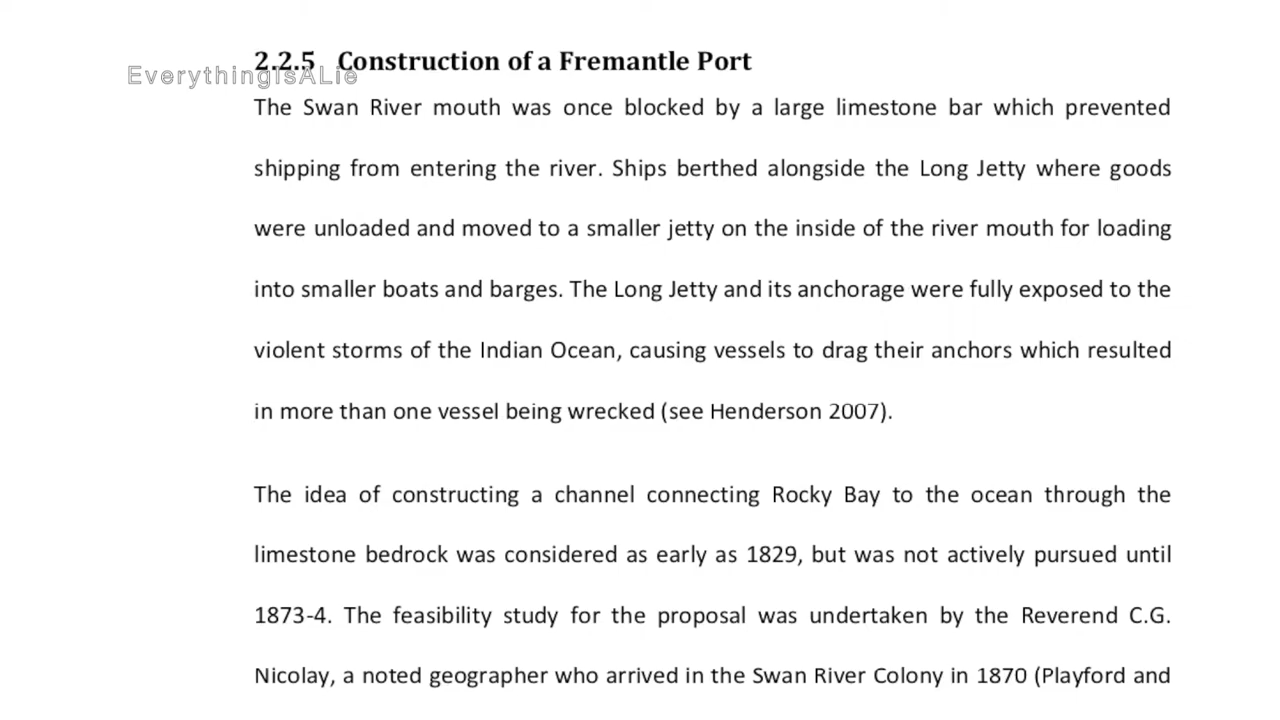 2.2.5 Construction of a Fremantle Port
EverythingIsALie
The Swan River mouth was once blocked by a large limestone bar which prevented
shipping from entering the river. Ships berthed alongside the Long Jetty where goods
were unloaded and moved to a smaller jetty on the inside of the river mouth for loading
into smaller boats and barges. The Long Jetty and its anchorage were fully exposed to the
violent storms of the Indian Ocean, causing vessels to drag their anchors which resulted
in more than one vessel being wrecked (see Henderson 2007).
The idea of constructing a channel connecting Rocky Bay to the ocean through the
limestone bedrock was considered as early as 1829, but was not actively pursued until
1873-4. The feasibility study for the proposal was undertaken by the Reverend C.G.
Nicolay, a noted geographer who arrived in the Swan River Colony in 1870 (Playford and